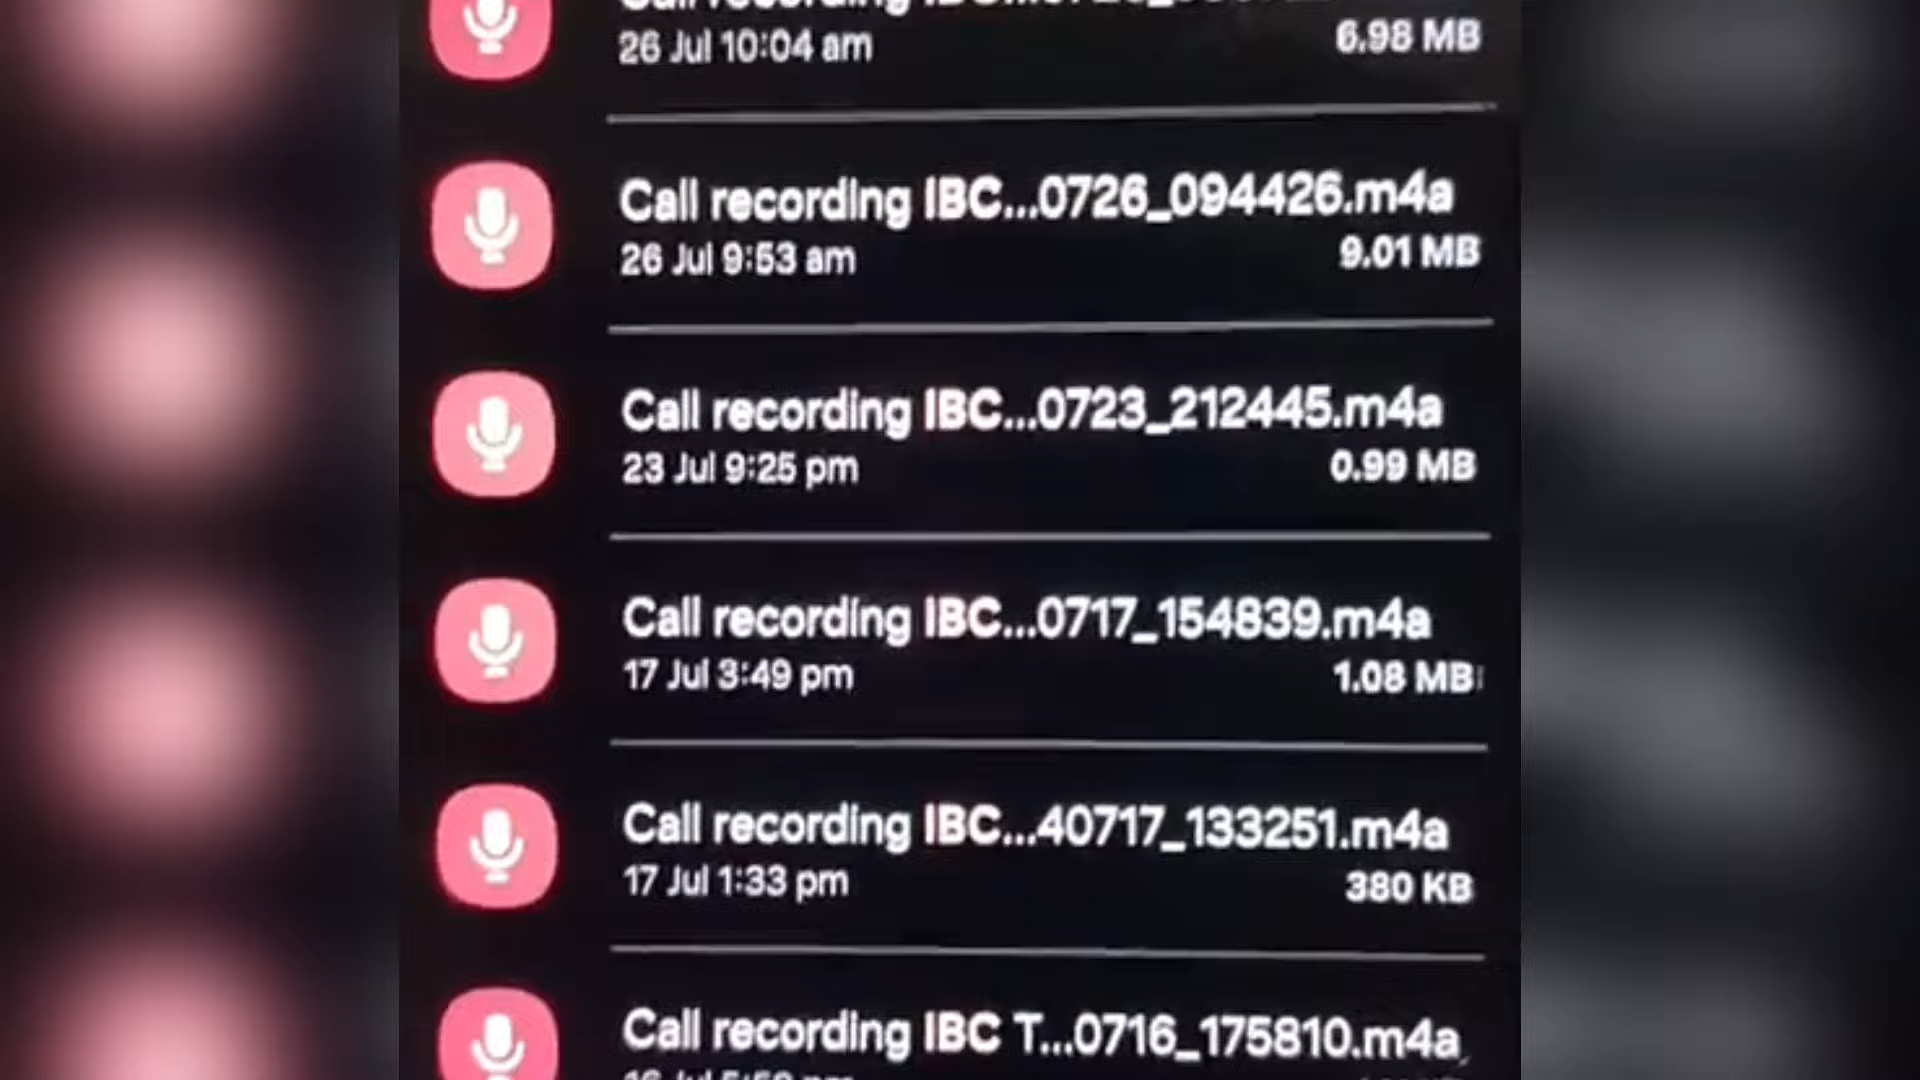 Call recording
26 Jul 10:04 am
6.98 MB
Call recording IBC...0726_094426.m4a
26 Jul 9:53 am
9.01 MB
Call recording IBC...0723_212445.m4a
23 Jul 9:25 pm
0.99 MB
Call recording IBC...0717_154839.m4a
17 Jul 3:49 pm
1.08 MB
Call recording IBC...40717_133251.m4a
17 Jul 1:33 pm
380 KB
Call recording IBC T...0716_175810.m4a